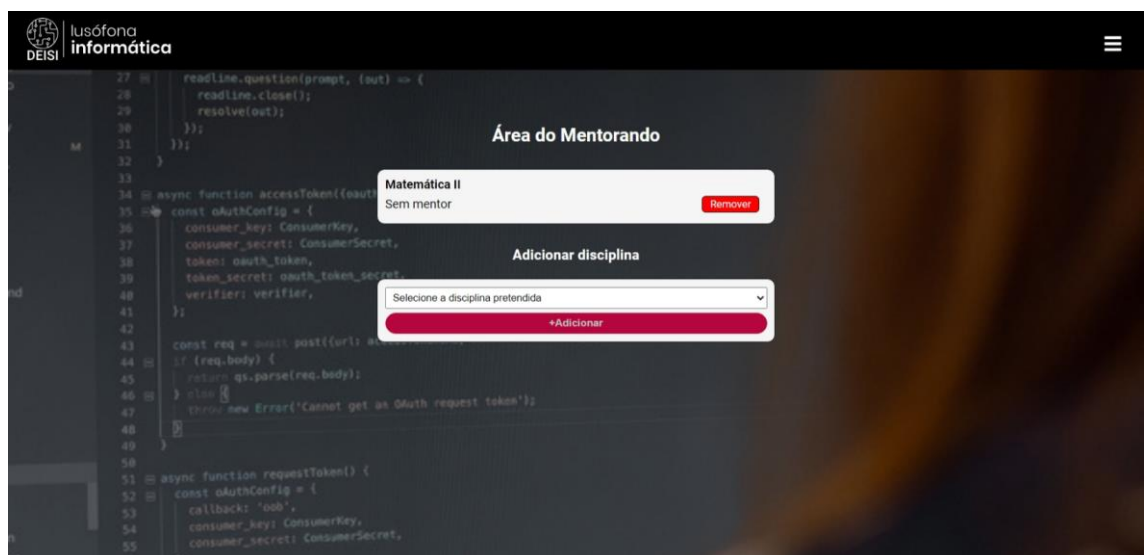 lusófona
informática
DEISI
Área do Mentorando
Matemática II
Sem mentor
Remover
Adicionar disciplina
Selecione a disciplina pretendida
+Adicionar
27 readline.question(prompt, (out) => {
28 readline.close();
29 resolve(out);
30 });
31 });
32 }
33
34 async function accessToken({oauth
35 const oAuthConfig = {
36 consumer_key: ConsumerKey,
37 consumer_secret: ConsumerSecret,
38 token: oauth_token,
39 token_secret: oauth_token_secret,
40 verifier: verifier,
41 };
42
43 const req = await post({url:
44 if (req.body) {
45 return qs.parse(req.body);
46 } else {
47 throw new Error('Cannot get an OAuth request token');
48 }
49 }
50
51 async function requestToken() {
52 const oAuthConfig = {
53 callback: 'oob',
54 consumer_key: ConsumerKey,
55 consumer_secret: ConsumerSecret,
M